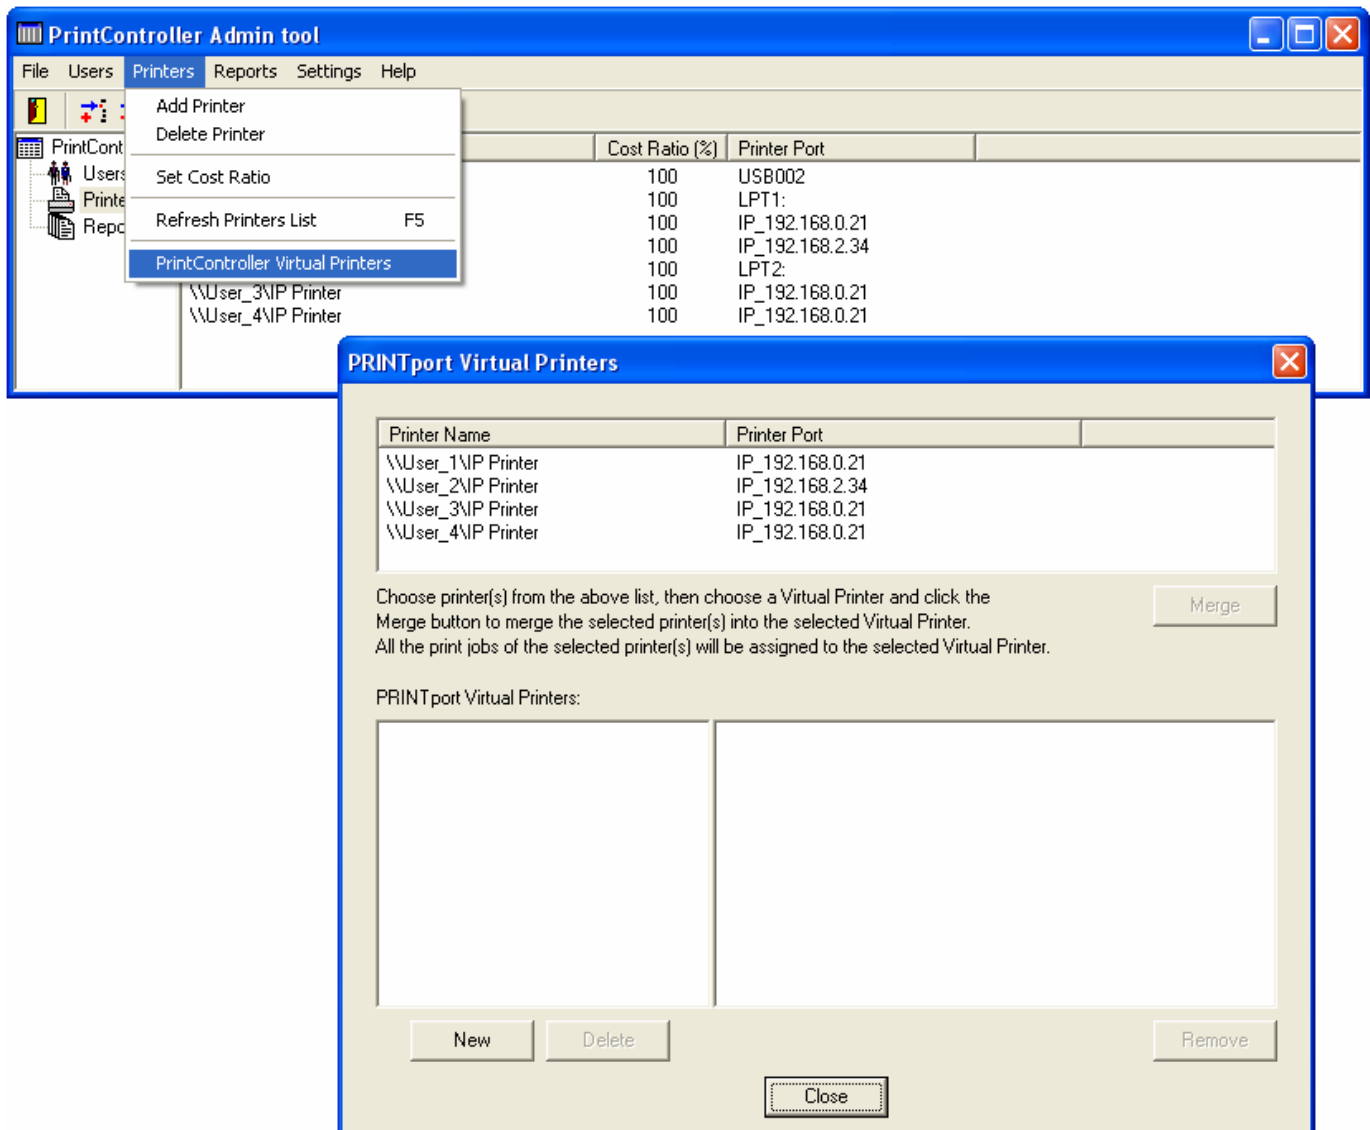 PrintController Admin tool
File Users Printers Reports Settings Help
Add Printer
Delete Printer
Set Cost Ratio
Refresh Printers List F5
PrintController Virtual Printers
PrintCont
Users
Printe
Repo
Cost Ratio (%) Printer Port
100 USB002
100 LPT1:
100 IP_192.168.0.21
100 IP_192.168.2.34
100 LPT2:
\\User_3\IP Printer 100 IP_192.168.0.21
\\User_4\IP Printer 100 IP_192.168.0.21
PRINTport Virtual Printers
Printer Name Printer Port
\\User_1\IP Printer IP_192.168.0.21
\\User_2\IP Printer IP_192.168.2.34
\\User_3\IP Printer IP_192.168.0.21
\\User_4\IP Printer IP_192.168.0.21
Choose printer(s) from the above list, then choose a Virtual Printer and click the
Merge button to merge the selected printer(s) into the selected Virtual Printer.
All the print jobs of the selected printer(s) will be assigned to the selected Virtual Printer.
Merge
PRINTport Virtual Printers:
New Delete Remove
Close